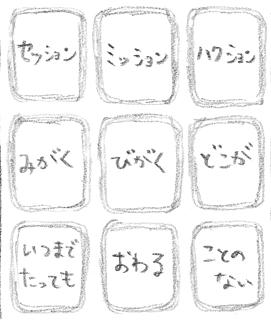 セッション
ミッション
ハクション
みがく
びがく
どこが
いつまで
たっても
おわる
ことの
ない